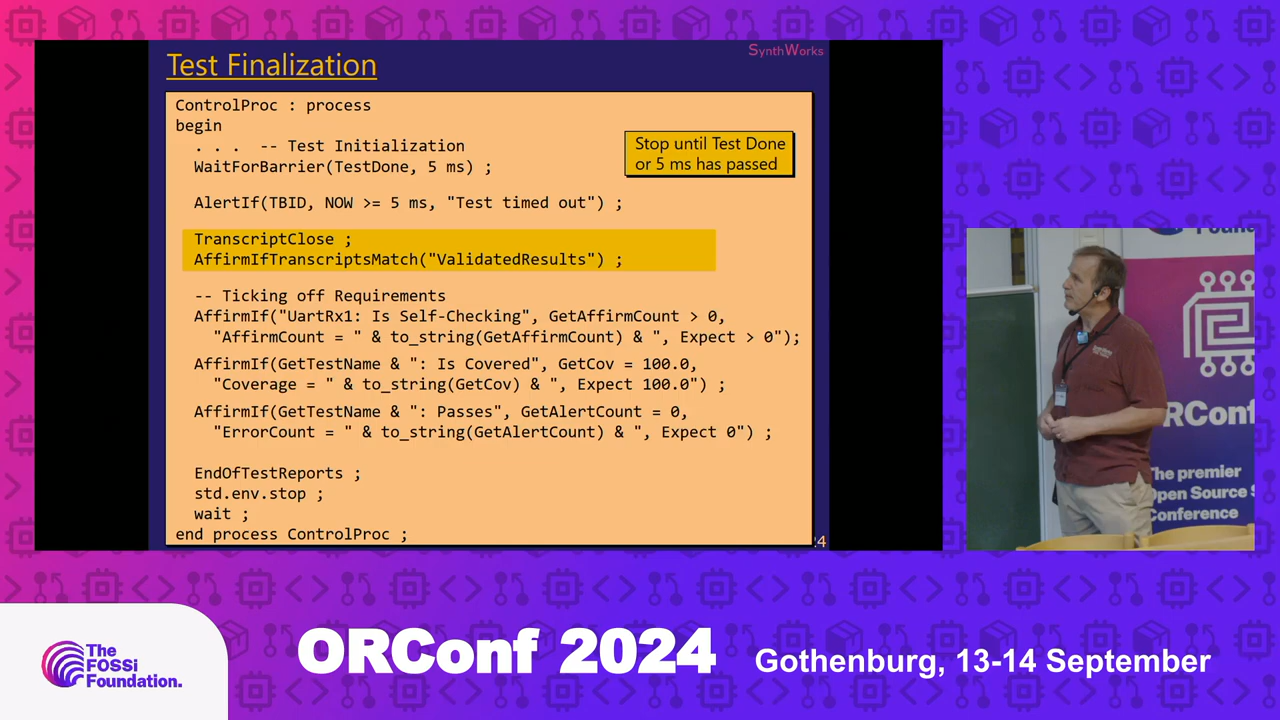 SynthWorks
Test Finalization
ControlProc : process
begin
. . . -- Test Initialization
WaitForBarrier(TestDone, 5 ms) ;
Stop until Test Done
or 5 ms has passed
AlertIf(TBID, NOW >= 5 ms, "Test timed out") ;
TranscriptClose ;
AffirmIfTranscriptsMatch("ValidatedResults") ;
-- Ticking off Requirements
AffirmIf("UartRx1: Is Self-Checking", GetAffirmCount > 0,
"AffirmCount = " & to_string(GetAffirmCount) & ", Expect > 0");
AffirmIf(GetTestName & ": Is Covered", GetCov = 100.0,
"Coverage = " & to_string(GetCov) & ", Expect 100.0") ;
AffirmIf(GetTestName & ": Passes", GetAlertCount = 0,
"ErrorCount = " & to_string(GetAlertCount) & ", Expect 0") ;
EndOfTestReports ;
std.env.stop ;
wait ;
end process ControlProc ;
24
RConf
The premier
Open Source S
Conference
The
FOSSi
Foundation.
ORConf 2024
Gothenburg, 13-14 September